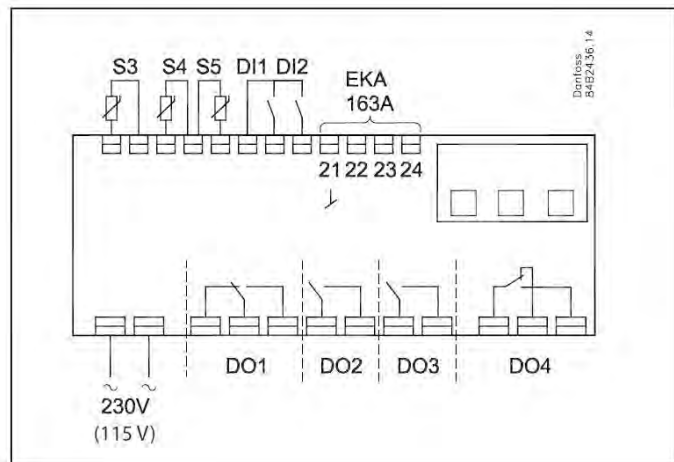 S3 S4 S5 DI1 DI2
EKA
163A
Danfoss
84B2436.14
21 22 23 24
DO1 DO2 DO3 DO4
~ ~
230V
(115 V)